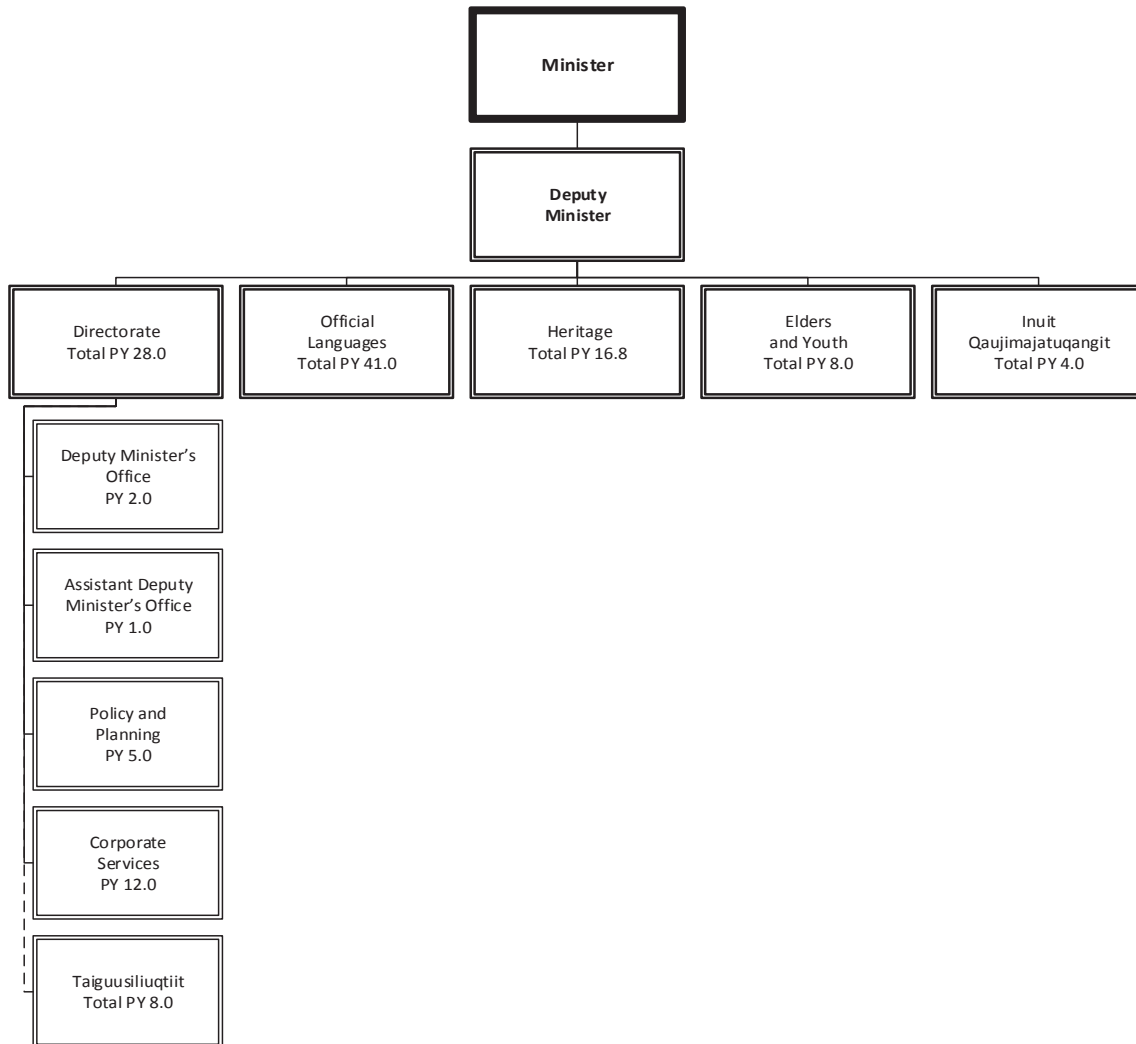 Minister
Deputy
Minister
Directorate
Total PY 28.0
Official
Languages
Total PY 41.0
Heritage
Total PY 16.8
Elders
and Youth
Total PY 8.0
Inuit
Qaujimajatuqangit
Total PY 4.0
Deputy Minister’s
Office
PY 2.0
Assistant Deputy
Minister’s Office
PY 1.0
Policy and
Planning
PY 5.0
Corporate
Services
PY 12.0
Taiguusiliuqtiit
Total PY 8.0